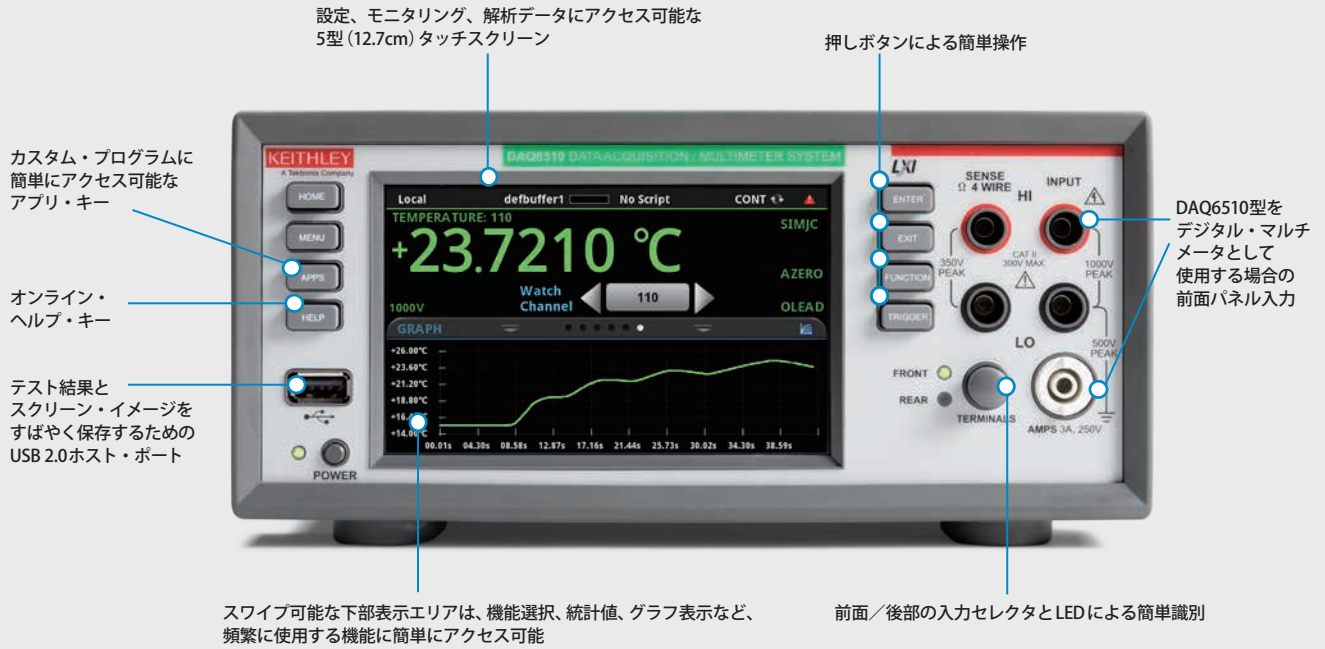 設定、モニタリング、解析データにアクセス可能な
5型（12.7cm）タッチスクリーン
押しボタンによる簡単操作
カスタム・プログラムに
簡単にアクセス可能な
アプリ・キー
オンライン・
ヘルプ・キー
テスト結果と
スクリーン・イメージを
すばやく保存するための
USB 2.0ホスト・ポート
KEITHLEY
A Tektronix Company
DAQ6510 DATA ACQUISITION / MULTIMETER SYSTEM
HOME
MENU
APPS
HELP
POWER
Local defbuffer1 No Script CONT
TEMPERATURE: 110
SIMJC
+23.7210 °C
AZERO
Watch
Channel
110
1000V
OLEAD
GRAPH
+26.00°C
+23.60°C
+21.20°C
+18.80°C
+16.40°C
+14.00°C
00.01s 04.30s 08.58s 12.87s 17.16s 21.44s 25.73s 30.02s 34.30s 38.59s
LXI
ENTER
EXIT
FUNCTION
TRIGGER
SENSE
Ω 4 WIRE
INPUT
HI
CAT II
300V MAX
350V
PEAK
1000V
PEAK
LO
500V
PEAK
FRONT
REAR
TERMINALS
AMPS 3A, 250V
DAQ6510型を
デジタル・マルチ
メータとして
使用する場合の
前面パネル入力
スワイプ可能な下部表示エリアは、機能選択、統計値、グラフ表示など、
頻繁に使用する機能に簡単にアクセス可能
前面／後部の入力セレクタとLEDによる簡単識別